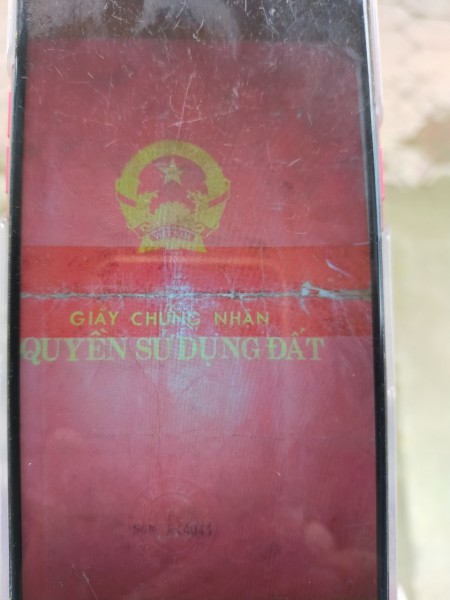 GIẤY CHỨNG NHẬN
QUYỀN SỬ DỤNG ĐẤT